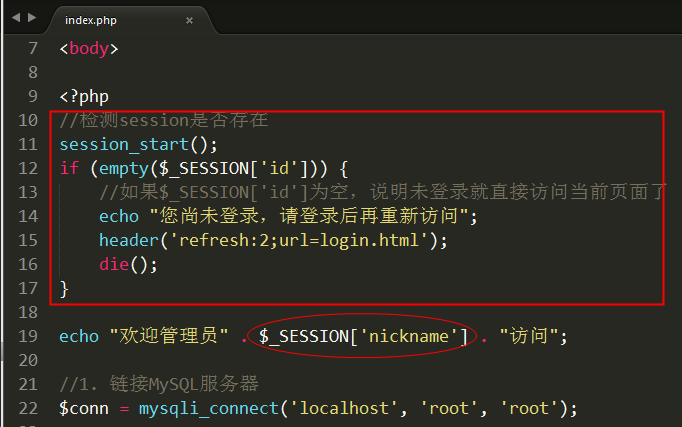 index.php ×
7 <body>
8
9 <?php
10 //检测session是否存在
11 session_start();
12 if (empty($_SESSION['id'])) {
13 //如果$_SESSION['id']为空，说明未登录就直接访问当前页面了
14 echo "您尚未登录，请登录后再重新访问";
15 header('refresh:2;url=login.html');
16 die();
17 }
18
19 echo "欢迎管理员" . $_SESSION['nickname'] . "访问";
20
21 //1. 链接MySQL服务器
22 $conn = mysqli_connect('localhost', 'root', 'root');